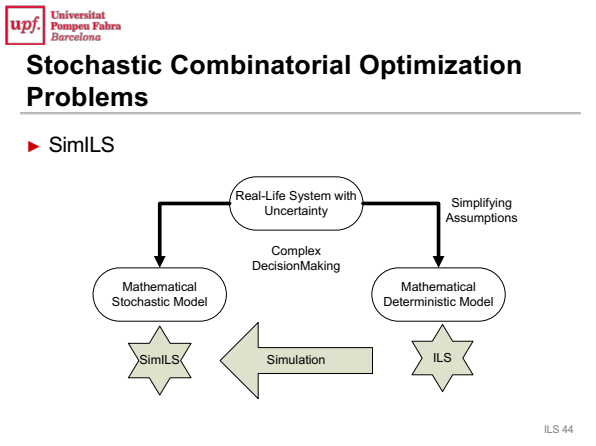 upf.
Universitat
Pompeu Fabra
Barcelona
Stochastic Combinatorial Optimization
Problems
► SimILS
Real-Life System with
Uncertainty
Simplifying
Assumptions
Complex
DecisionMaking
Mathematical
Stochastic Model
Mathematical
Deterministic Model
SimILS
Simulation
ILS
ILS 44